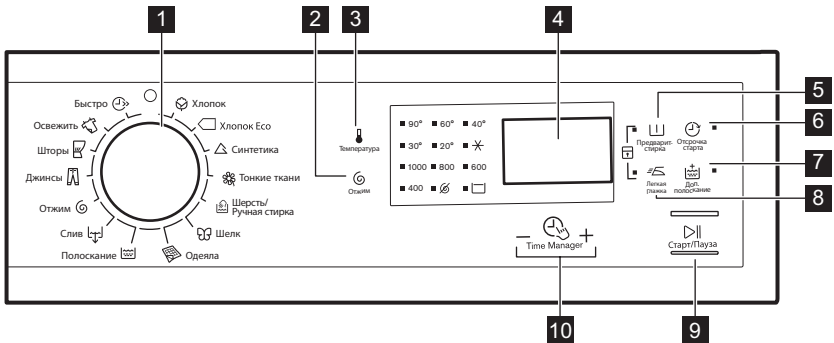 1
2
3
4
5
6
7
8
9
10
Быстро
Освежить
Шторы
Джинсы
Отжим
Слив
Полоскание
Хлопок
Хлопок Eco
Синтетика
Тонкие ткани
Шерсть/
Ручная стирка
Шелк
Одеяла
Температура
Отжим
90° 60° 40°
30° 20°
1000 800 600
400
Time Manager
Предварит.
стирка
Отсрочка
старта
Легкая
глажка
Доп.
полоскание
Старт/Пауза